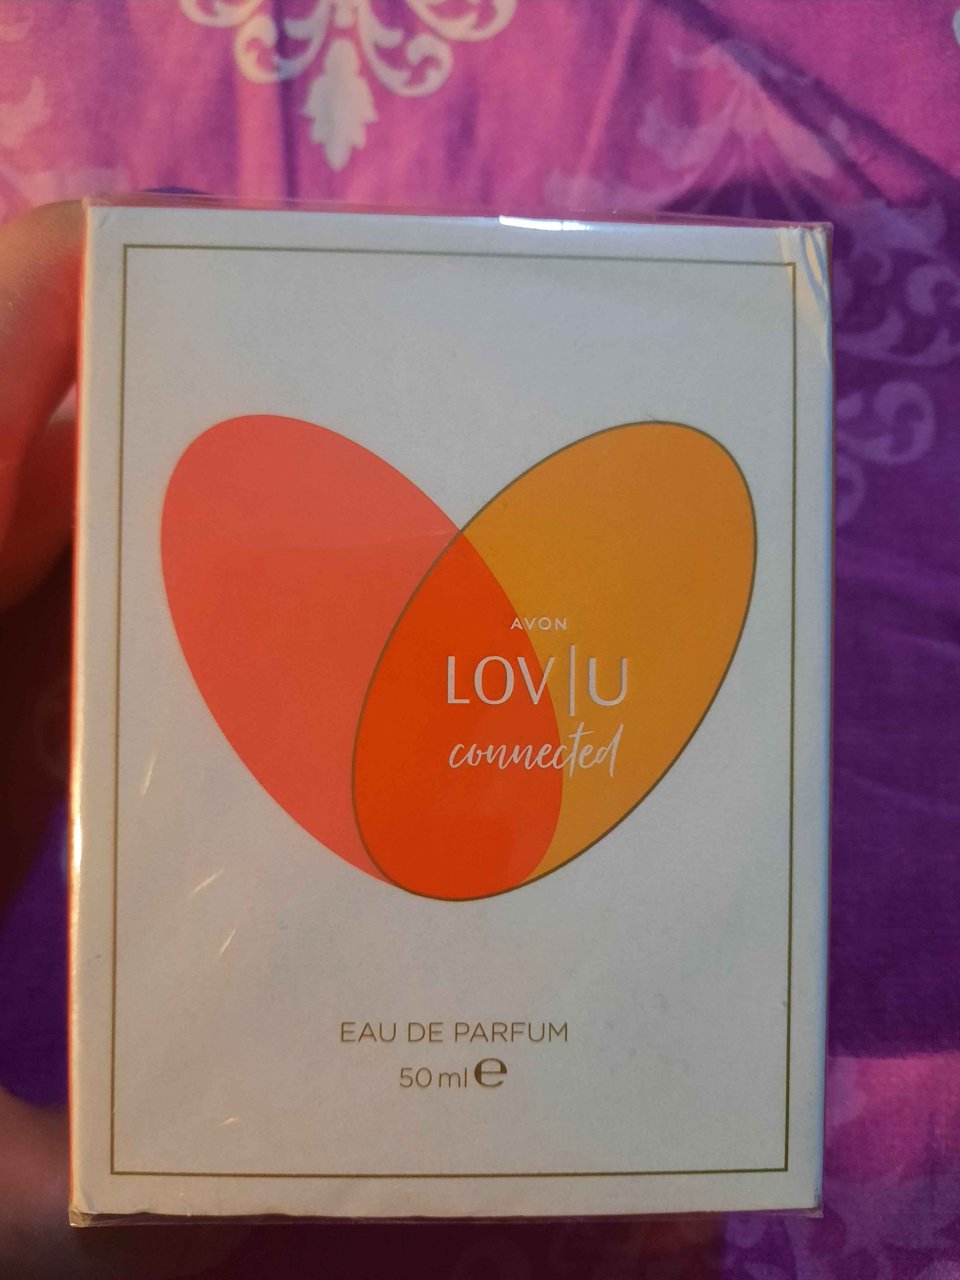 AVON
LOV|U
connected
EAU DE PARFUM
50 ml ℮